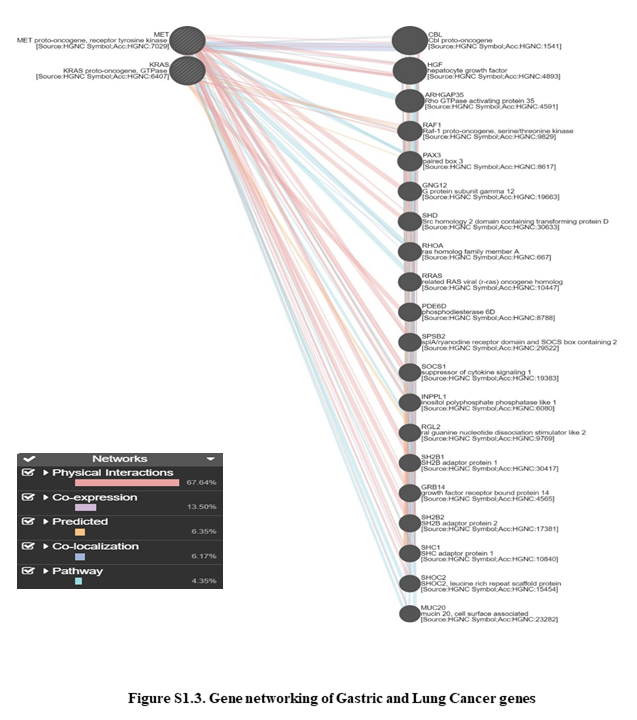 MET
MET proto-oncogene, receptor tyrosine kinase
[Source:HGNC Symbol;Acc:HGNC:7029]
KRAS
KRAS proto-oncogene, GTPase
[Source:HGNC Symbol;Acc:HGNC:6407]
CBL
Cbl proto-oncogene
[Source:HGNC Symbol;Acc:HGNC:1541]
HGF
hepatocyte growth factor
[Source:HGNC Symbol;Acc:HGNC:4893]
ARHGAP35
Rho GTPase activating protein 35
[Source:HGNC Symbol;Acc:HGNC:4591]
RAF1
Raf-1 proto-oncogene, serine/threonine kinase
[Source:HGNC Symbol;Acc:HGNC:9829]
PAX3
paired box 3
[Source:HGNC Symbol;Acc:HGNC:8617]
GNG12
G protein subunit gamma 12
[Source:HGNC Symbol;Acc:HGNC:19663]
SHD
Src homology 2 domain containing transforming protein D
[Source:HGNC Symbol;Acc:HGNC:30633]
RHOA
ras homolog family member A
[Source:HGNC Symbol;Acc:HGNC:667]
RRAS
related RAS viral (r-ras) oncogene homolog
[Source:HGNC Symbol;Acc:HGNC:10447]
PDE6D
phosphodiesterase 6D
[Source:HGNC Symbol;Acc:HGNC:8788]
SPSB2
splA/ryanodine receptor domain and SOCS box containing 2
[Source:HGNC Symbol;Acc:HGNC:29522]
SOCS1
suppressor of cytokine signaling 1
[Source:HGNC Symbol;Acc:HGNC:19383]
INPPL1
inositol polyphosphate phosphatase like 1
[Source:HGNC Symbol;Acc:HGNC:6080]
RGL2
ral guanine nucleotide dissociation stimulator like 2
[Source:HGNC Symbol;Acc:HGNC:9769]
SH2B1
SH2B adaptor protein 1
[Source:HGNC Symbol;Acc:HGNC:30417]
GRB14
growth factor receptor bound protein 14
[Source:HGNC Symbol;Acc:HGNC:4565]
SH2B2
SH2B adaptor protein 2
[Source:HGNC Symbol;Acc:HGNC:17381]
SHC1
SHC adaptor protein 1
[Source:HGNC Symbol;Acc:HGNC:10840]
SHOC2
SHOC2, leucine rich repeat scaffold protein
[Source:HGNC Symbol;Acc:HGNC:15454]
MUC20
mucin 20, cell surface associated
[Source:HGNC Symbol;Acc:HGNC:23282]
Networks
Physical Interactions
67.64%
Co-expression
13.50%
Predicted
6.35%
Co-localization
6.17%
Pathway
4.35%
Figure S1.3. Gene networking of Gastric and Lung Cancer genes